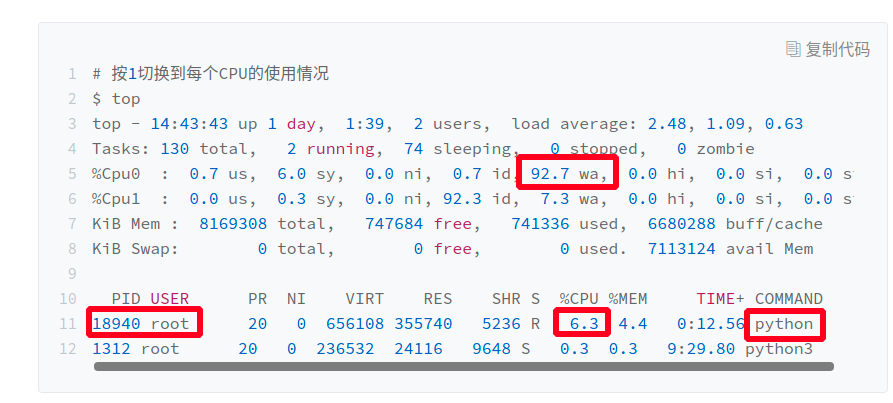 复制代码
1 # 按1切换到每个CPU的使用情况
2 $ top
3 top - 14:43:43 up 1 day,  1:39,  2 users,  load average: 2.48, 1.09, 0.63
4 Tasks: 130 total,   2 running,  74 sleeping,   0 stopped,   0 zombie
5 %Cpu0  :  0.7 us,  6.0 sy,  0.0 ni,  0.7 id, 92.7 wa,  0.0 hi,  0.0 si,  0.0 s
6 %Cpu1  :  0.0 us,  0.3 sy,  0.0 ni, 92.3 id,  7.3 wa,  0.0 hi,  0.0 si,  0.0 s
7 KiB Mem :  8169308 total,   747684 free,   741336 used,  6680288 buff/cache
8 KiB Swap:        0 total,        0 free,        0 used.  7113124 avail Mem
9
10   PID USER      PR  NI    VIRT    RES    SHR S  %CPU %MEM     TIME+ COMMAND
11 18940 root      20   0  656108 355740   5236 R   6.3  4.4   0:12.56 python
12 1312 root      20   0  236532  24116   9648 S   0.3  0.3   9:29.80 python3